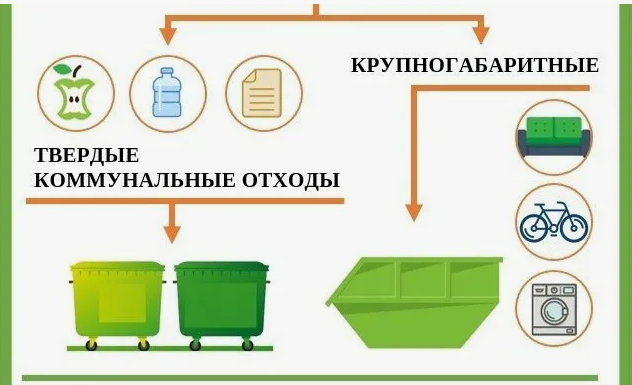 КРУПНОГАБАРИТНЫЕ
ТВЕРДЫЕ
КОММУНАЛЬНЫЕ ОТХОДЫ